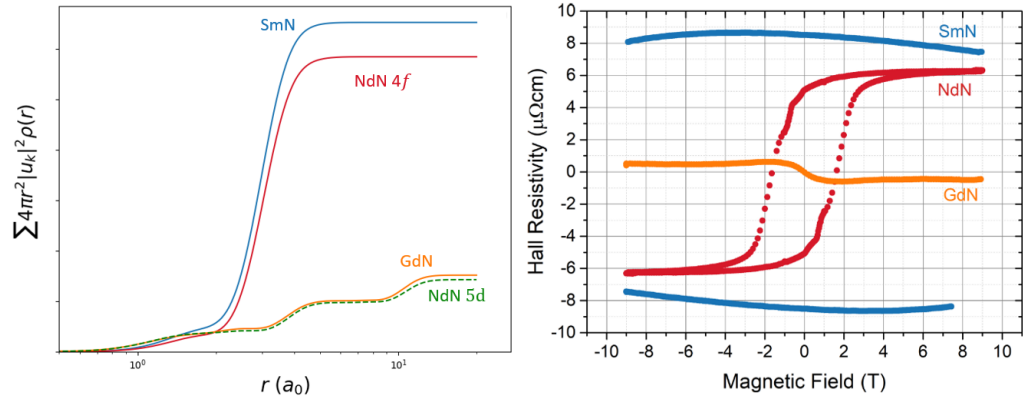 SmN
NdN 4f
GdN
NdN 5d
∑4πr²|uₖ|²ρ(r)
10⁰
10¹
r (a₀)
10
8
6
4
2
0
-2
-4
-6
-8
-10
SmN
NdN
GdN
Hall Resistivity (μΩcm)
-10 -8 -6 -4 -2 0 2 4 6 8 10
Magnetic Field (T)